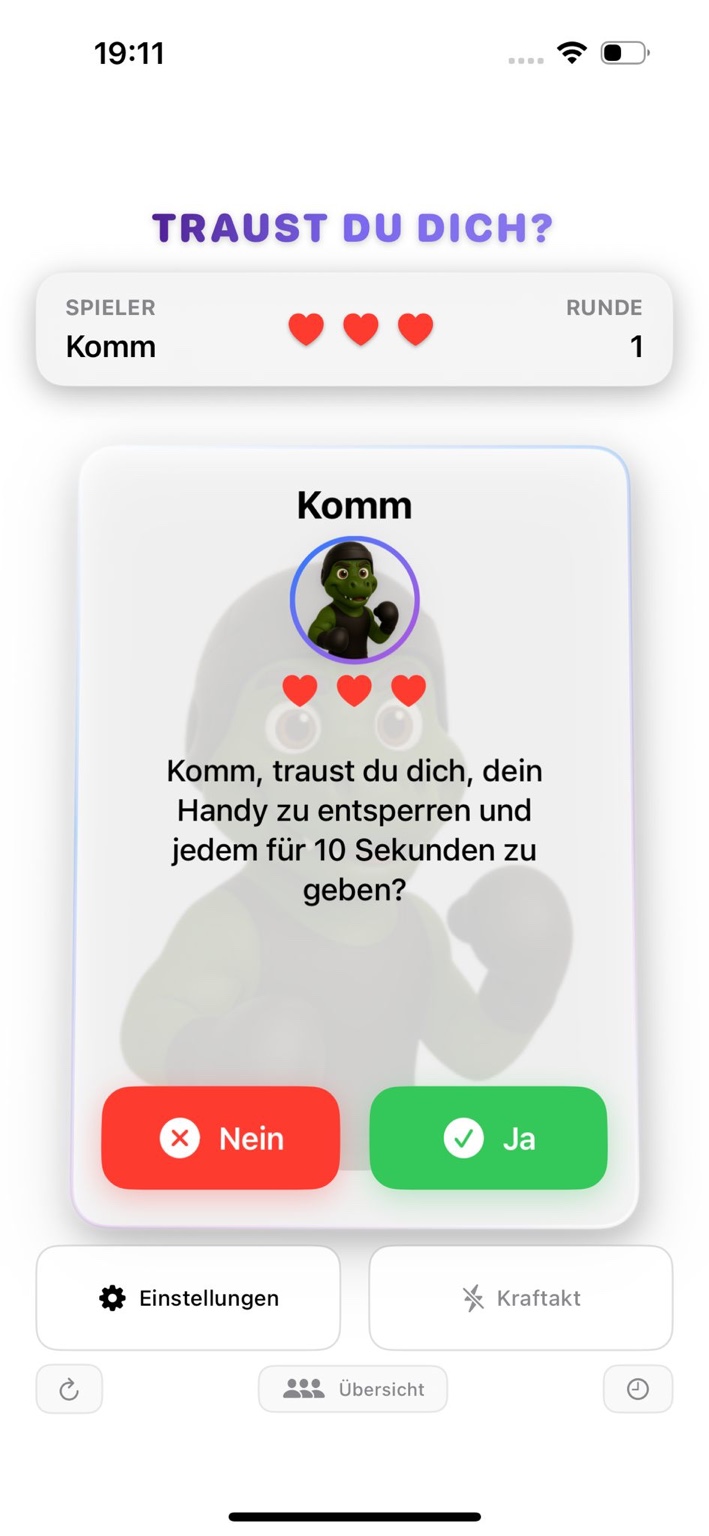 19:11
TRAUST DU DICH?
SPIELER
Komm
RUNDE
1
Komm
Komm, traust du dich, dein
Handy zu entsperren und
jedem für 10 Sekunden zu
geben?
Nein
Ja
Einstellungen
Kraftakt
Übersicht